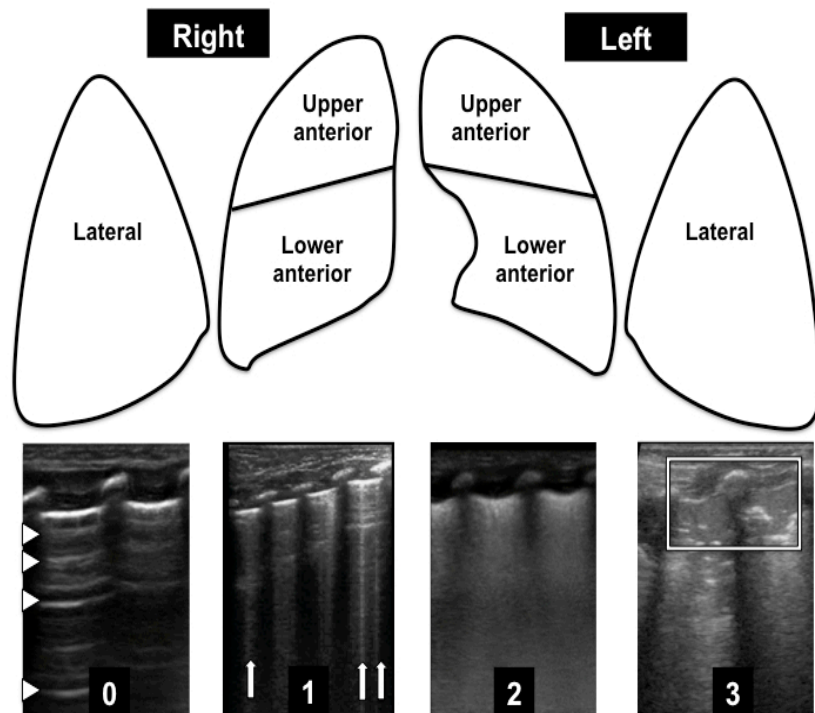 Right
Left
Upper
anterior
Upper
anterior
Lateral
Lower
anterior
Lower
anterior
Lateral
0
1
2
3